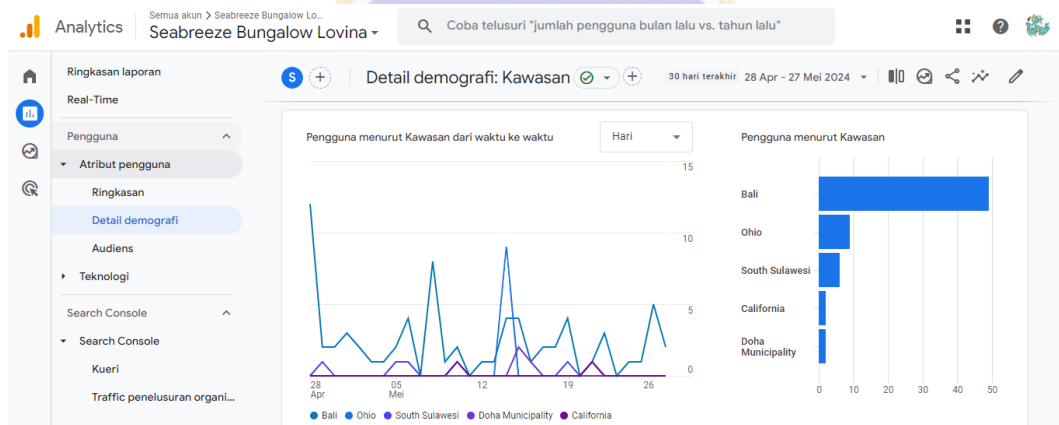 Analytics
Semua akun > Seabreeze Bungalow Lo...
Seabreeze Bungalow Lovina
Coba telusuri "jumlah pengguna bulan lalu vs. tahun lalu"
Ringkasan laporan
Real-Time
Pengguna
Atribut pengguna
Ringkasan
Detail demografi
Audiens
Teknologi
Search Console
Search Console
Kueri
Traffic penelusuran organi...
S
Detail demografi: Kawasan
30 hari terakhir 28 Apr - 27 Mei 2024
Pengguna menurut Kawasan dari waktu ke waktu
Hari
15
10
5
0
28 Apr
05 Mei
12
19
26
Bali
Ohio
South Sulawesi
Doha Municipality
California
Pengguna menurut Kawasan
Bali
Ohio
South Sulawesi
California
Doha
Municipality
0 10 20 30 40 50